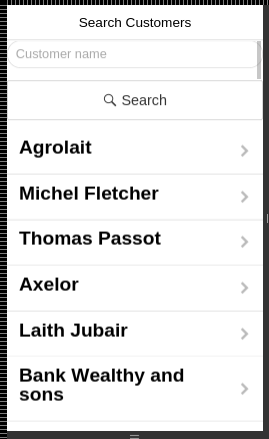 Search Customers
Customer name
Search
Agrolait
Michel Fletcher
Thomas Passot
Axelor
Laith Jubair
Bank Wealthy and
sons